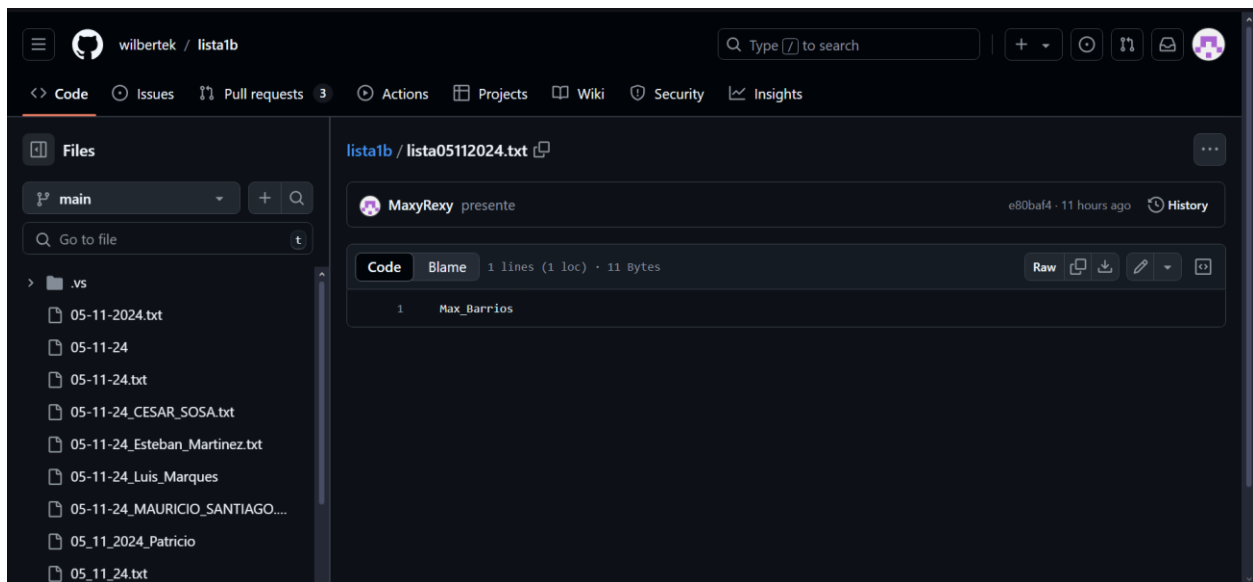 wilbertek / lista1b
Type / to search
<> Code Issues Pull requests 3 Actions Projects Wiki Security Insights
Files
main
Go to file t
.vs
05-11-2024.txt
05-11-24
05-11-24.txt
05-11-24_CESAR_SOSA.txt
05-11-24_Esteban_Martinez.txt
05-11-24_Luis_Marques
05-11-24_MAURICIO_SANTIAGO....
05_11_2024_Patricio
05_11_24.txt
lista1b / lista05112024.txt
MaxyRexy presente e80baf4 · 11 hours ago History
Code Blame 1 lines (1 loc) · 11 Bytes Raw
1 Max_Barrios